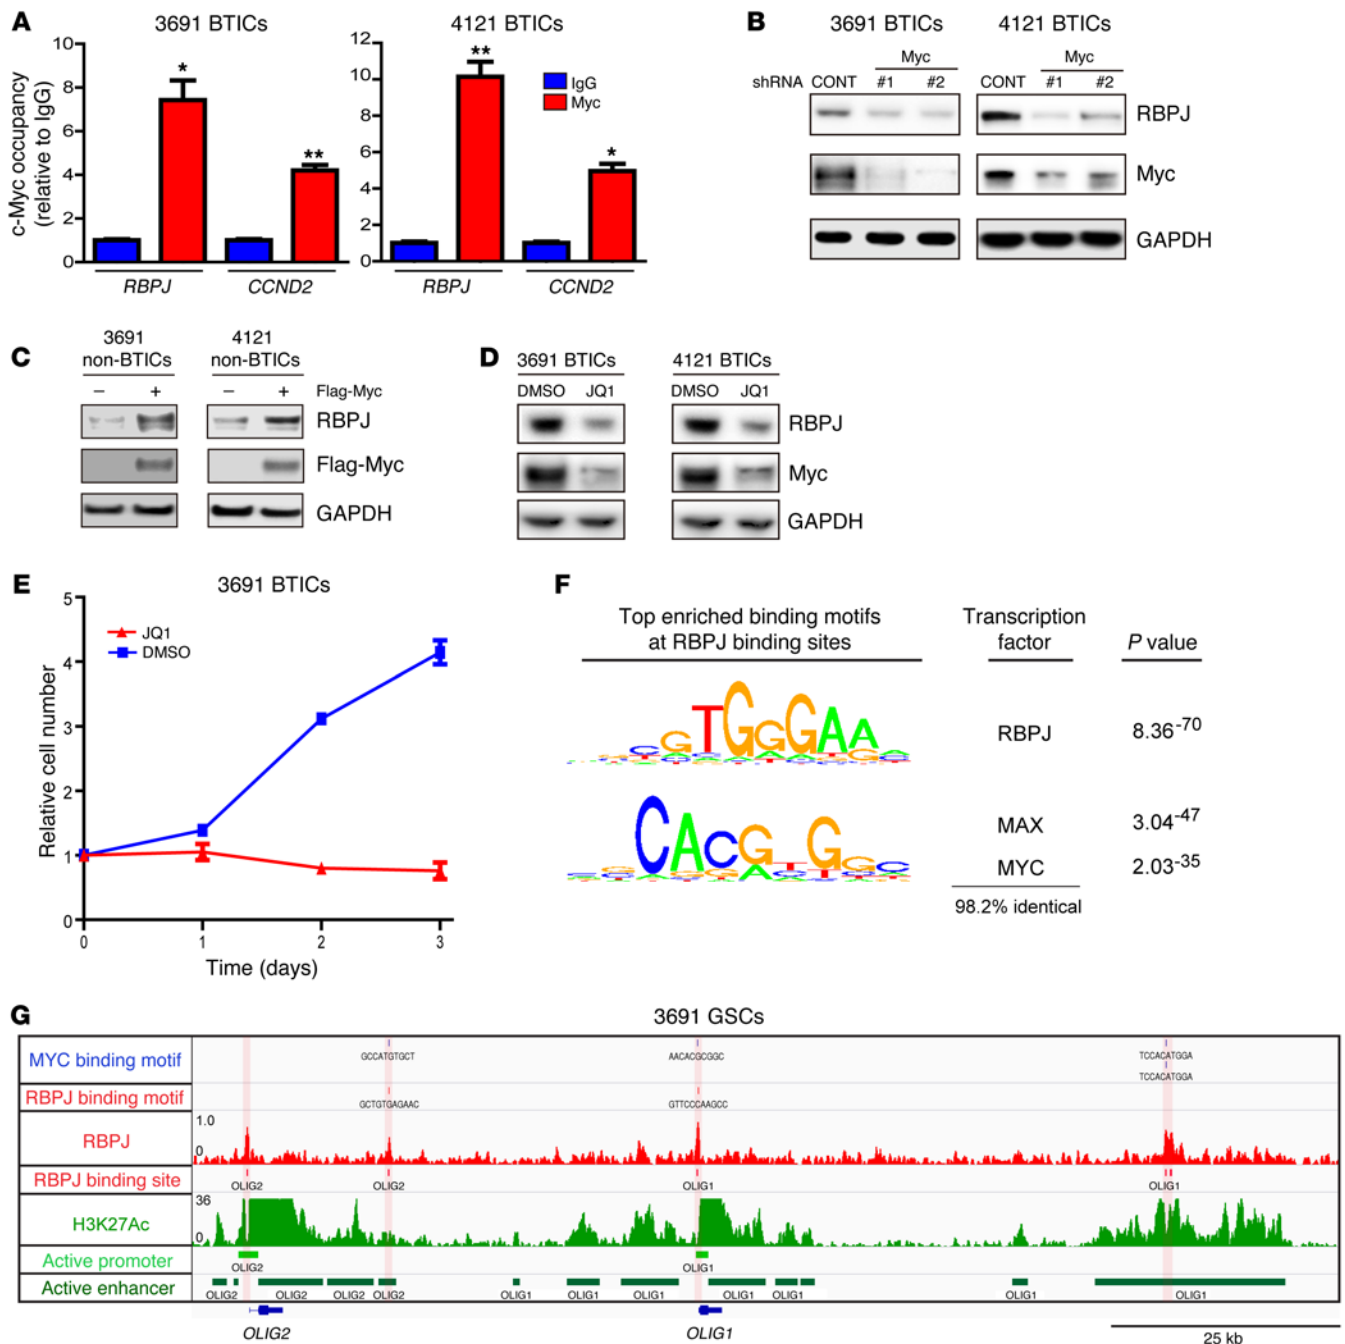 A
3691 BTICs
4121 BTICs
c-Myc occupancy
(relative to IgG)
10
8
6
4
2
0
12
10
8
6
4
2
0
*
**
**
*
IgG
Myc
RBPJ
CCND2
RBPJ
CCND2
B
3691 BTICs
4121 BTICs
Myc
Myc
shRNA CONT #1 #2
CONT #1 #2
RBPJ
Myc
GAPDH
C
3691
non-BTICs
4121
non-BTICs
– + – + Flag-Myc
RBPJ
Flag-Myc
GAPDH
D
3691 BTICs
4121 BTICs
DMSO JQ1
DMSO JQ1
RBPJ
Myc
GAPDH
E
3691 BTICs
Relative cell number
5
4
3
2
1
0
JQ1
DMSO
0 1 2 3
Time (days)
F
Top enriched binding motifs
at RBPJ binding sites
Transcription
factor
P value
CGTGGGAAA
RBPJ
8.36-70
CACGTGGC
MAX
3.04-47
MYC
2.03-35
98.2% identical
G
3691 GSCs
MYC binding motif
GCCATGTGCT
AACACGCGGC
TCCACATGGA
TCCACATGGA
RBPJ binding motif
GCTGTGAGAAC
GTTCCCAAGCC
RBPJ
1.0
0
RBPJ binding site
OLIG2 OLIG2 OLIG1 OLIG1
H3K27Ac
36
0
Active promoter
OLIG2 OLIG1
Active enhancer
OLIG2 OLIG2 OLIG2 OLIG2 OLIG1 OLIG1 OLIG1 OLIG1 OLIG1 OLIG1 OLIG1
OLIG2
OLIG1
25 kb